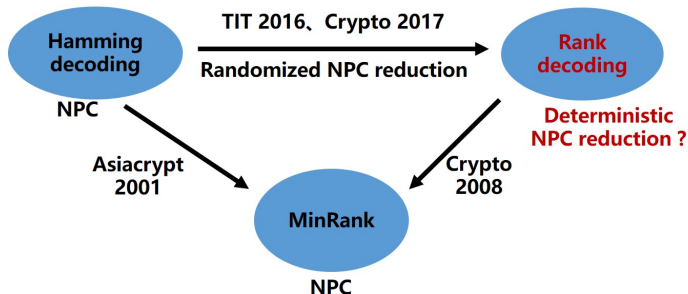 TIT 2016、Crypto 2017
Hamming
decoding
Rank
decoding
Randomized NPC reduction
NPC
Deterministic
NPC reduction ?
Asiacrypt
2001
Crypto
2008
MinRank
NPC